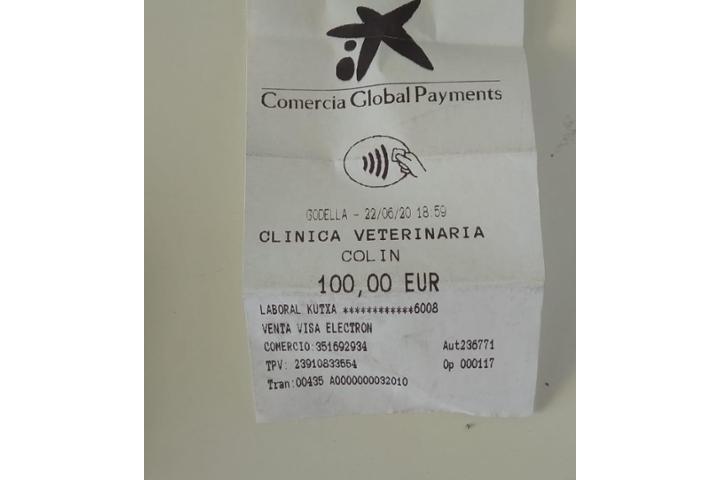 Comercia Global Payments
GODELLA - 22/06/20 18:59
CLINICA VETERINARIA
COLIN
100,00 EUR
LABORAL KUTXA ************6008
VENTA VISA ELECTRON
COMERCIO:351692934 Aut236771
TPV: 23910833554 Op 000117
Tran:00435 A0000000032010